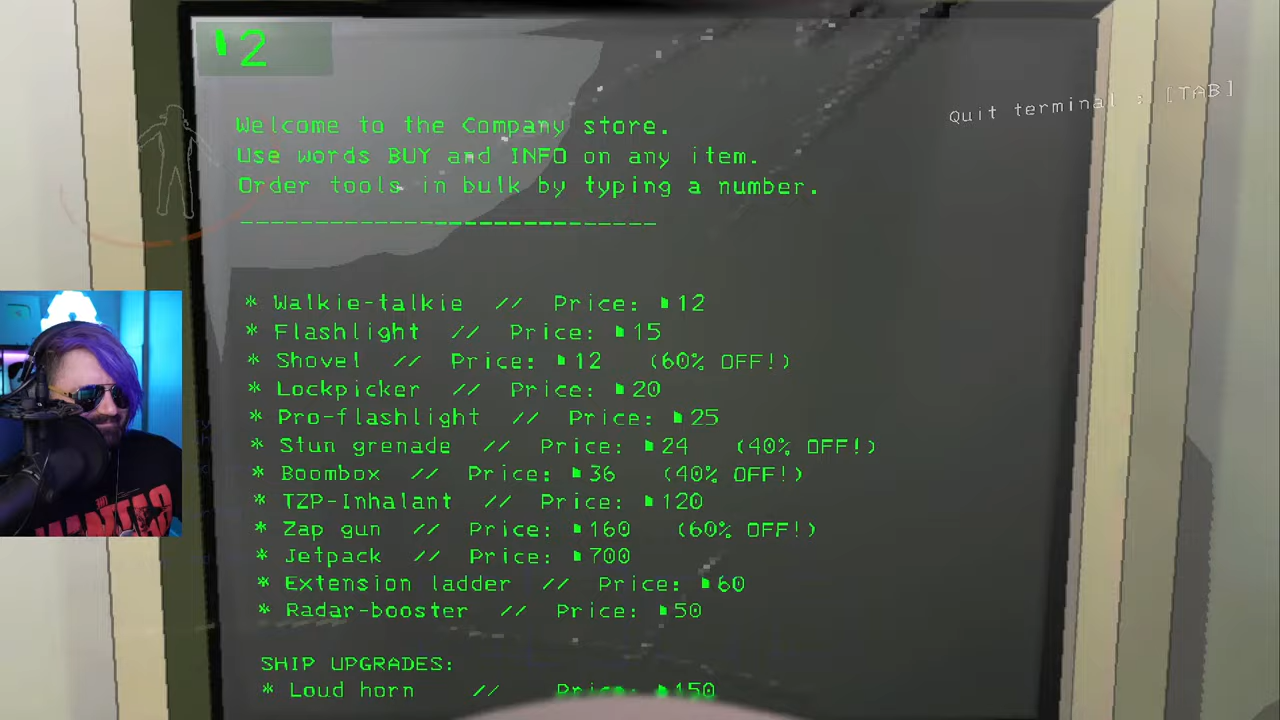 ▮2
Quit terminal : [TAB]
Welcome to the Company store.
Use words BUY and INFO on any item.
Order tools in bulk by typing a number.
----------------------------
* Walkie-talkie // Price: ▮12
* Flashlight // Price: ▮15
* Shovel // Price: ▮12 (60% OFF!)
* Lockpicker // Price: ▮20
* Pro-flashlight // Price: ▮25
* Stun grenade // Price: ▮24 (40% OFF!)
* Boombox // Price: ▮36 (40% OFF!)
* TZP-Inhalant // Price: ▮120
* Zap gun // Price: ▮160 (60% OFF!)
* Jetpack // Price: ▮700
* Extension ladder // Price: ▮60
* Radar-booster // Price: ▮50
SHIP UPGRADES:
* Loud horn // Price: ▮150